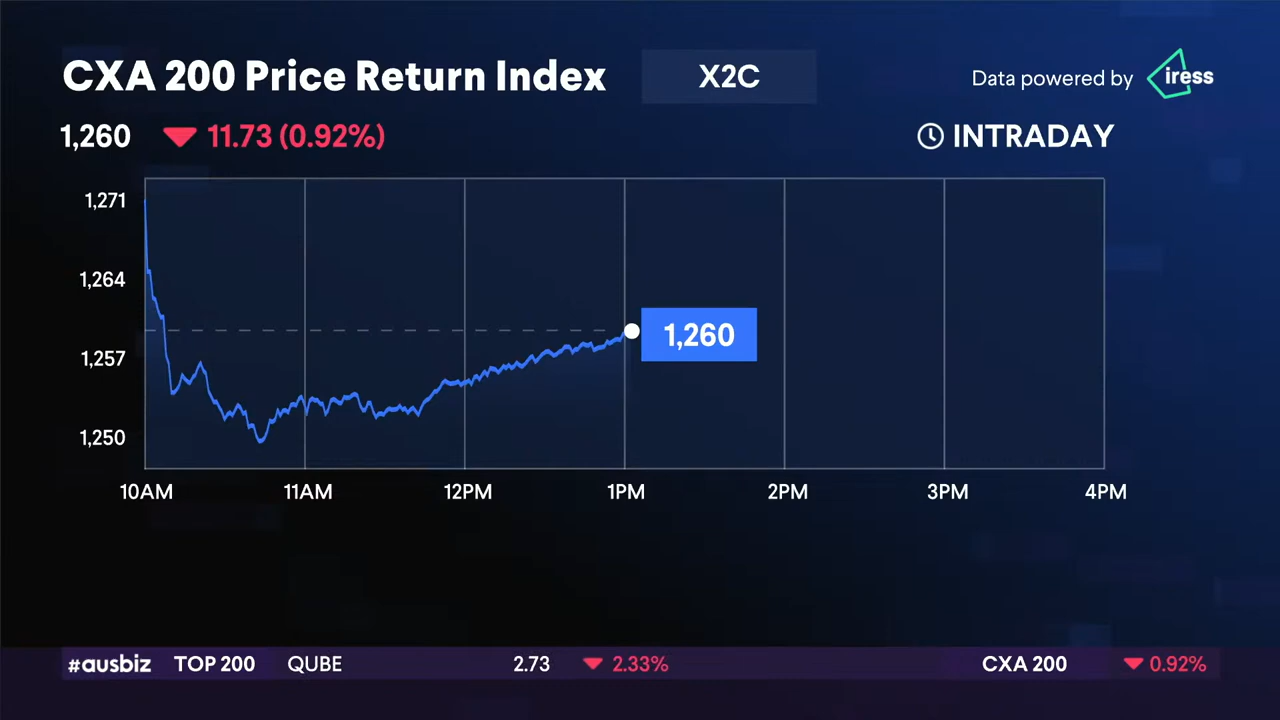 CXA 200 Price Return Index X2C Data powered by iress
1,260 11.73 (0.92%) INTRADAY
1,271
1,264
1,260
1,257
1,250
10AM 11AM 12PM 1PM 2PM 3PM 4PM
#ausbiz TOP 200 QUBE 2.73 2.33% CXA 200 0.92%